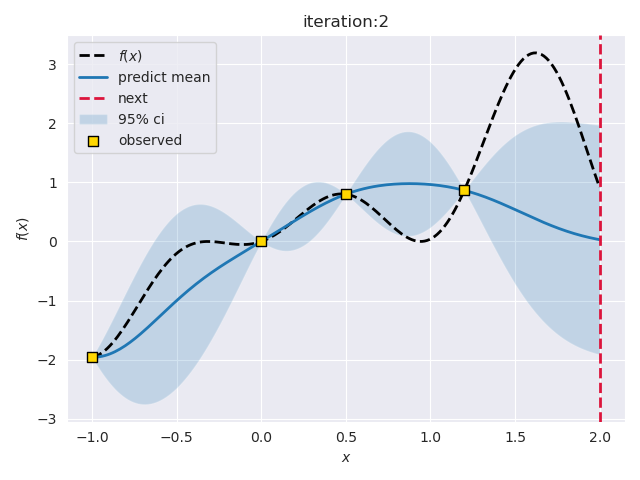 iteration:2
f(x)
predict mean
next
95% ci
observed
f(x)
3
2
1
0
−1
−2
−3
−1.0 −0.5 0.0 0.5 1.0 1.5 2.0
x